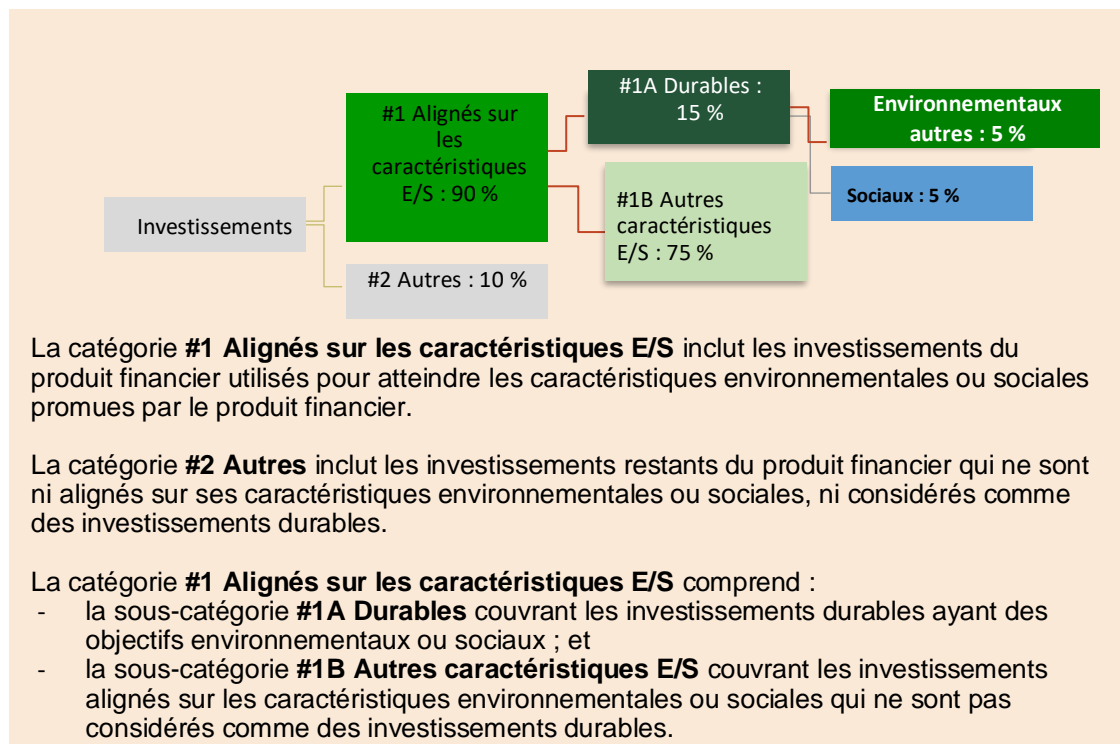 Investissements
#1 Alignés sur
les
caractéristiques
E/S : 90 %
#2 Autres : 10 %
#1A Durables :
15 %
#1B Autres
caractéristiques
E/S : 75 %
Environnementaux
autres : 5 %
Sociaux : 5 %
La catégorie #1 Alignés sur les caractéristiques E/S inclut les investissements du
produit financier utilisés pour atteindre les caractéristiques environnementales ou sociales
promues par le produit financier.
La catégorie #2 Autres inclut les investissements restants du produit financier qui ne sont
ni alignés sur ses caractéristiques environnementales ou sociales, ni considérés comme
des investissements durables.
La catégorie #1 Alignés sur les caractéristiques E/S comprend :
- la sous-catégorie #1A Durables couvrant les investissements durables ayant des
objectifs environnementaux ou sociaux ; et
- la sous-catégorie #1B Autres caractéristiques E/S couvrant les investissements
alignés sur les caractéristiques environnementales ou sociales qui ne sont pas
considérés comme des investissements durables.